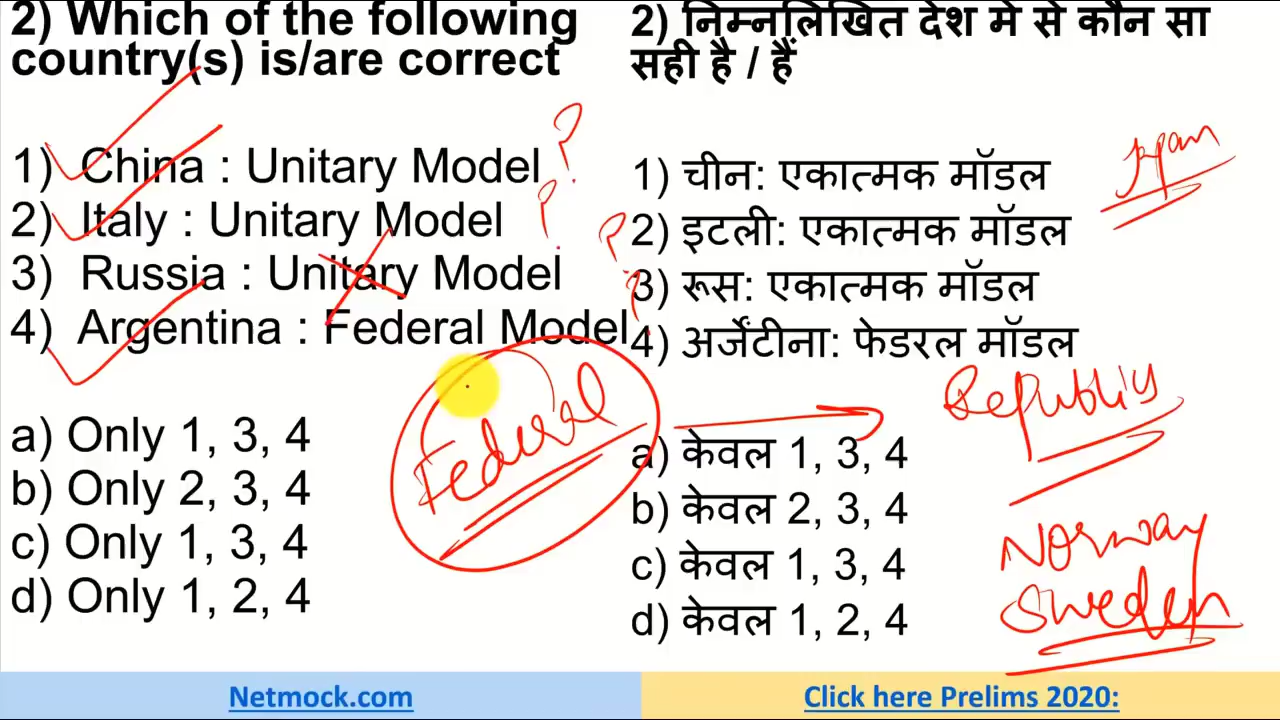 2) Which of the following
country(s) is/are correct
1) China : Unitary Model ?
2) Italy : Unitary Model ?
3) Russia : Unitary Model ?
4) Argentina : Federal Model ?
a) Only 1, 3, 4
b) Only 2, 3, 4
c) Only 1, 3, 4
d) Only 1, 2, 4
Federal
2) निम्नलिखित देश मे से कौन सा
सही है / हैं
1) चीन: एकात्मक मॉडल
2) इटली: एकात्मक मॉडल
3) रूस: एकात्मक मॉडल
4) अर्जेंटीना: फेडरल मॉडल
a) केवल 1, 3, 4
b) केवल 2, 3, 4
c) केवल 1, 3, 4
d) केवल 1, 2, 4
Japan
Norway
Sweden
Netmock.com
Click here Prelims 2020: